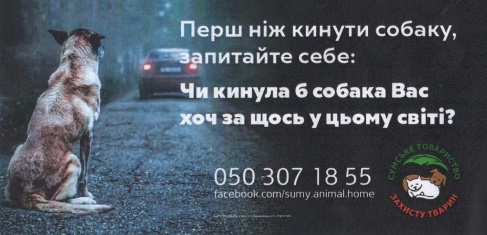 Перш ніж кинути собаку,
запитайте себе:
Чи кинула б собака Вас
хоч за щось у цьому світі?
050 307 18 55
facebook.com/sumy.animal.home
СУМСЬКЕ ТОВАРИСТВО
ЗАХИСТУ ТВАРИН